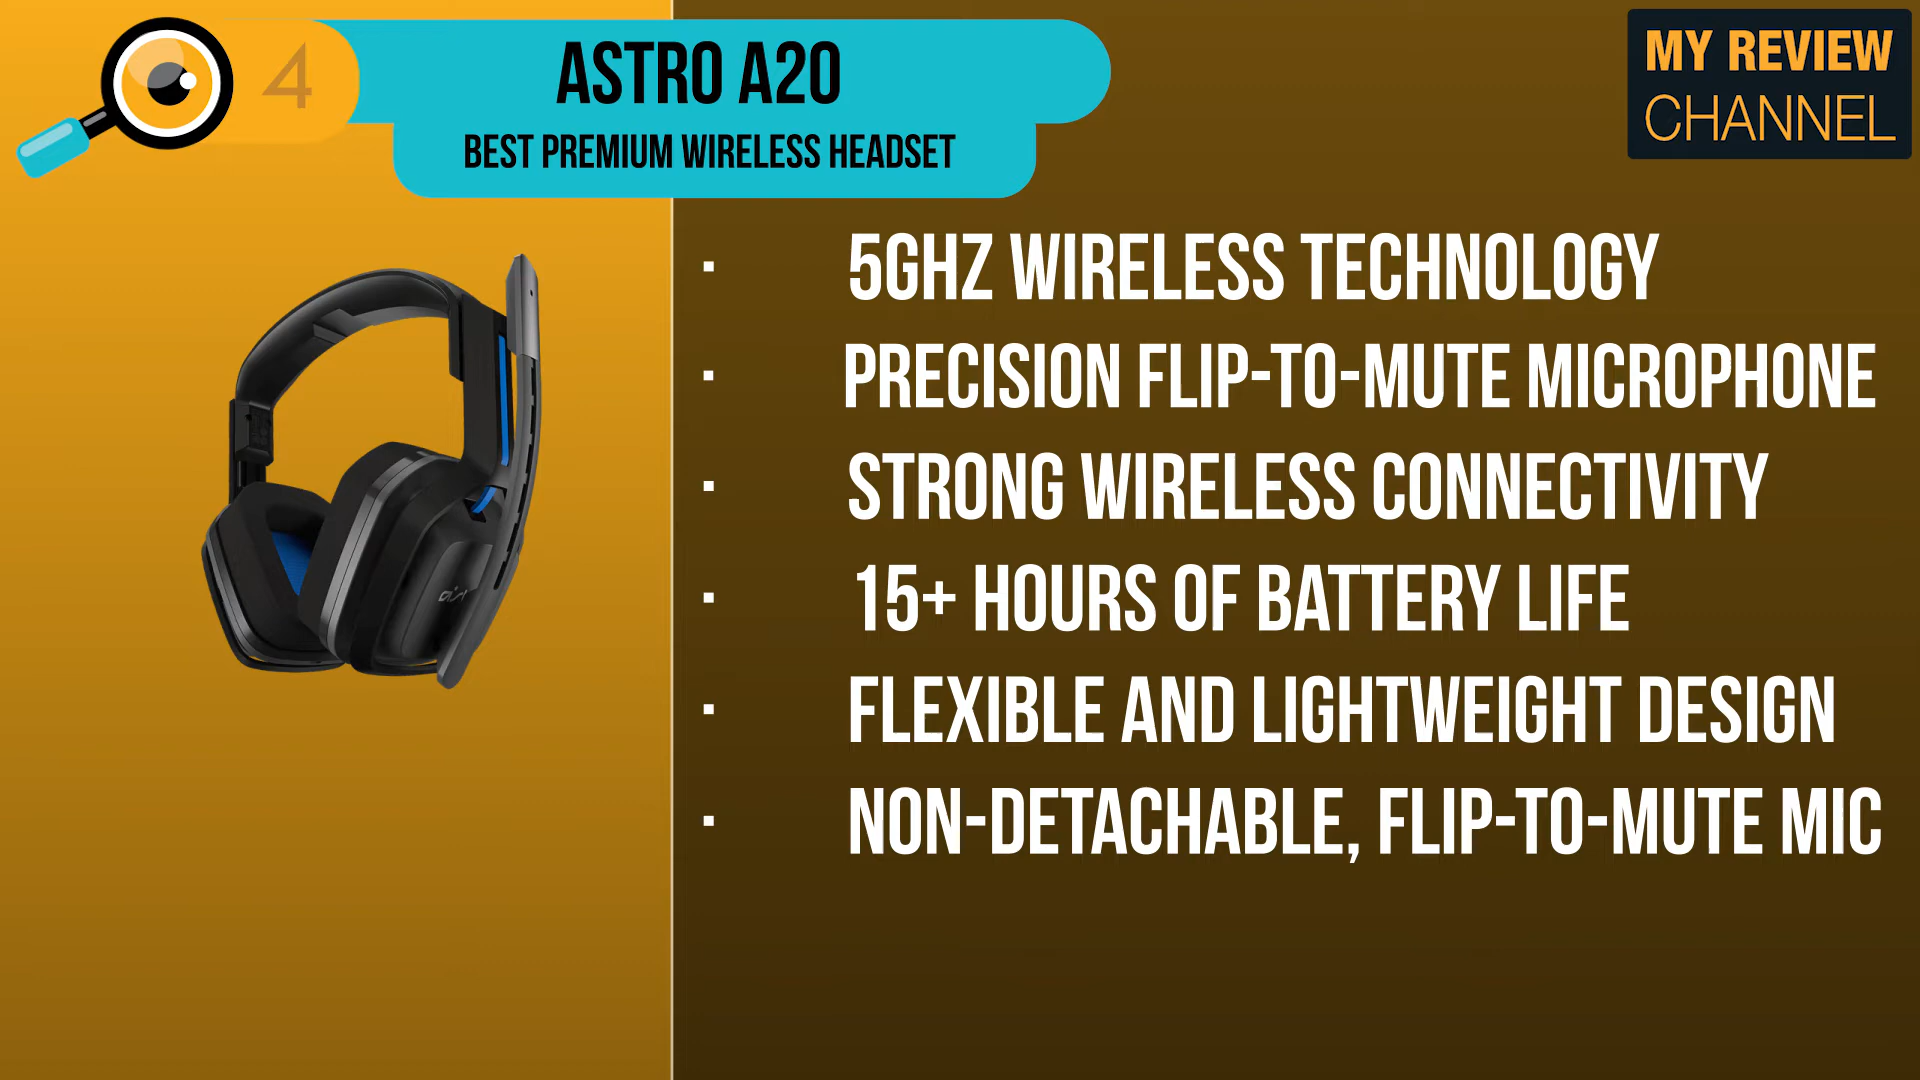 4
ASTRO A20
BEST PREMIUM WIRELESS HEADSET
MY REVIEW
CHANNEL
· 5GHZ WIRELESS TECHNOLOGY
· PRECISION FLIP-TO-MUTE MICROPHONE
· STRONG WIRELESS CONNECTIVITY
· 15+ HOURS OF BATTERY LIFE
· FLEXIBLE AND LIGHTWEIGHT DESIGN
· NON-DETACHABLE, FLIP-TO-MUTE MIC